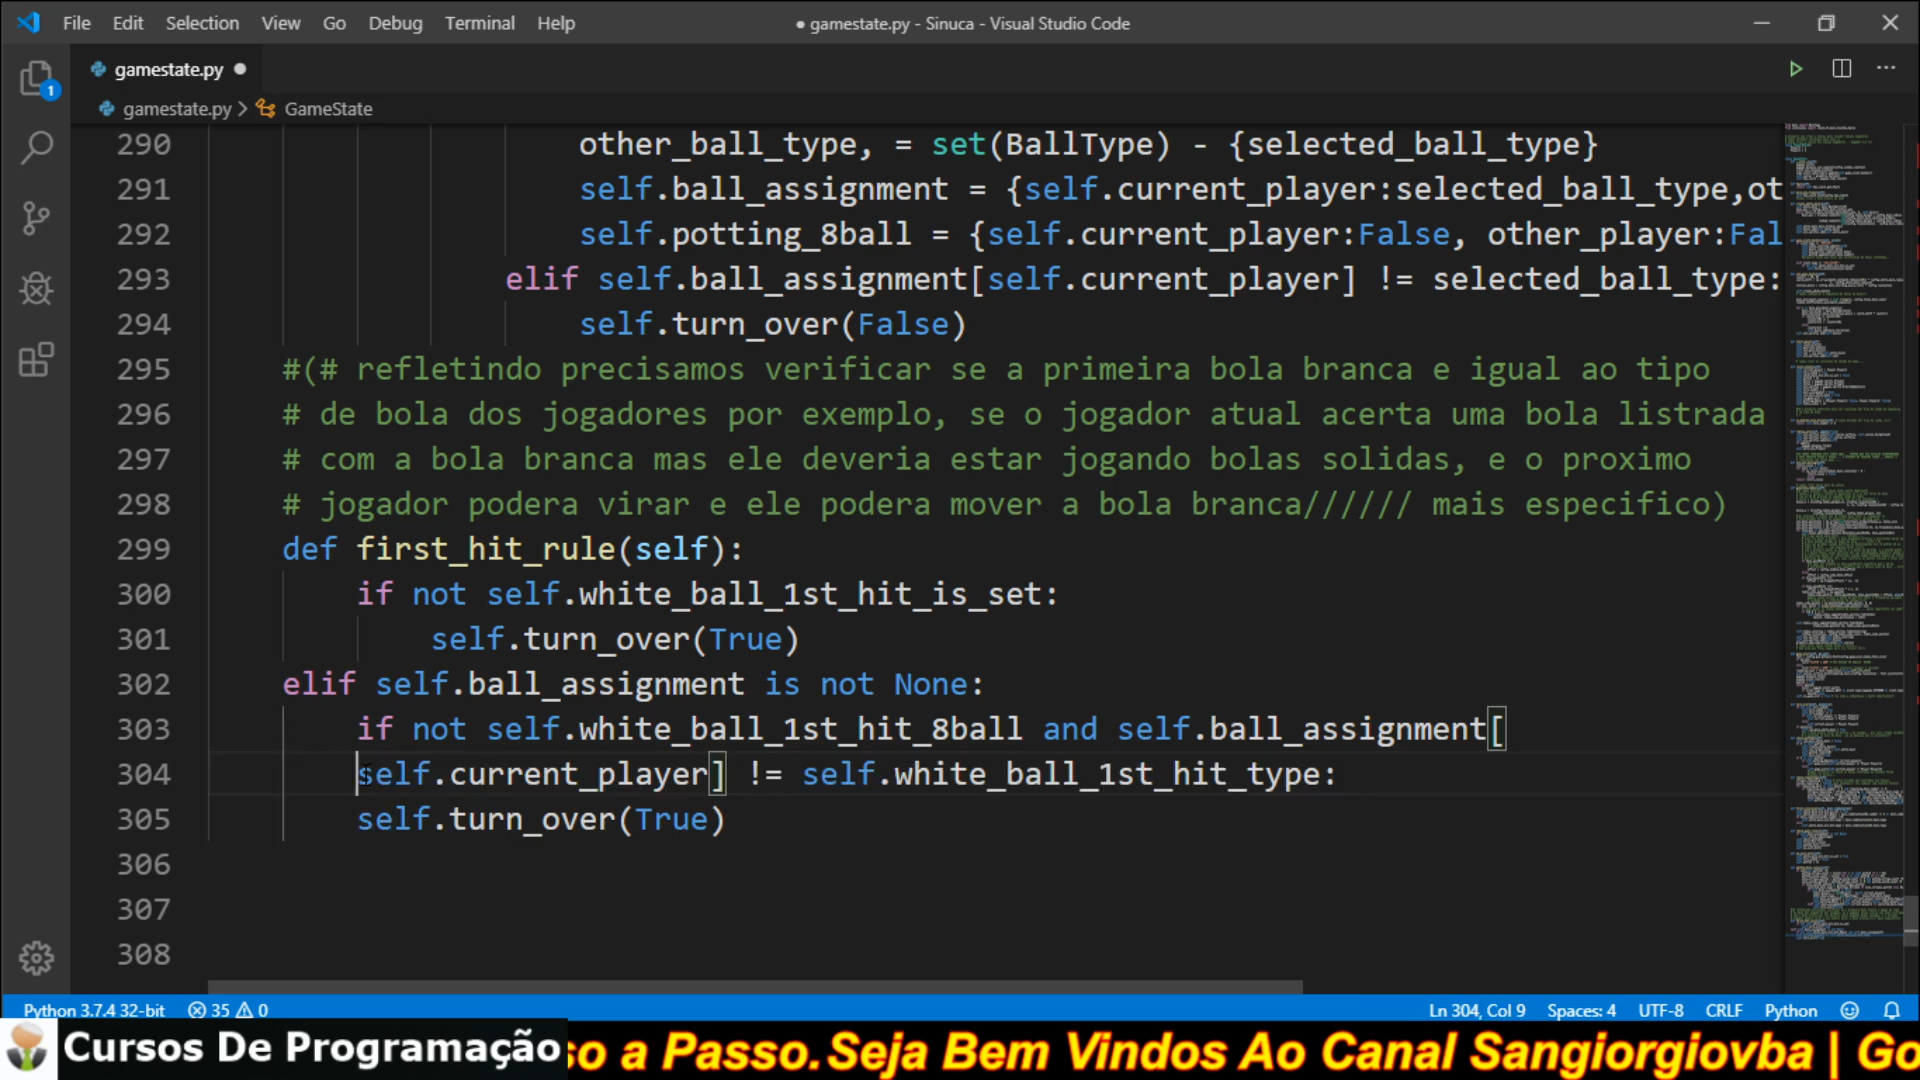 File Edit Selection View Go Debug Terminal Help
● gamestate.py - Sinuca - Visual Studio Code
gamestate.py ●
gamestate.py > GameState
1
290 other_ball_type, = set(BallType) - {selected_ball_type}
291 self.ball_assignment = {self.current_player:selected_ball_type,ot
292 self.potting_8ball = {self.current_player:False, other_player:Fal
293 elif self.ball_assignment[self.current_player] != selected_ball_type:
294 self.turn_over(False)
295 #(# refletindo precisamos verificar se a primeira bola branca e igual ao tipo
296 # de bola dos jogadores por exemplo, se o jogador atual acerta uma bola listrada
297 # com a bola branca mas ele deveria estar jogando bolas solidas, e o proximo
298 # jogador podera virar e ele podera mover a bola branca////// mais especifico)
299 def first_hit_rule(self):
300 if not self.white_ball_1st_hit_is_set:
301 self.turn_over(True)
302 elif self.ball_assignment is not None:
303 if not self.white_ball_1st_hit_8ball and self.ball_assignment[
304 self.current_player] != self.white_ball_1st_hit_type:
305 self.turn_over(True)
306
307
308
Python 3.7.4 32-bit 35 0 Ln 304, Col 9 Spaces: 4 UTF-8 CRLF Python
Cursos De Programação so a Passo.Seja Bem Vindos Ao Canal Sangiorgiovba | Go